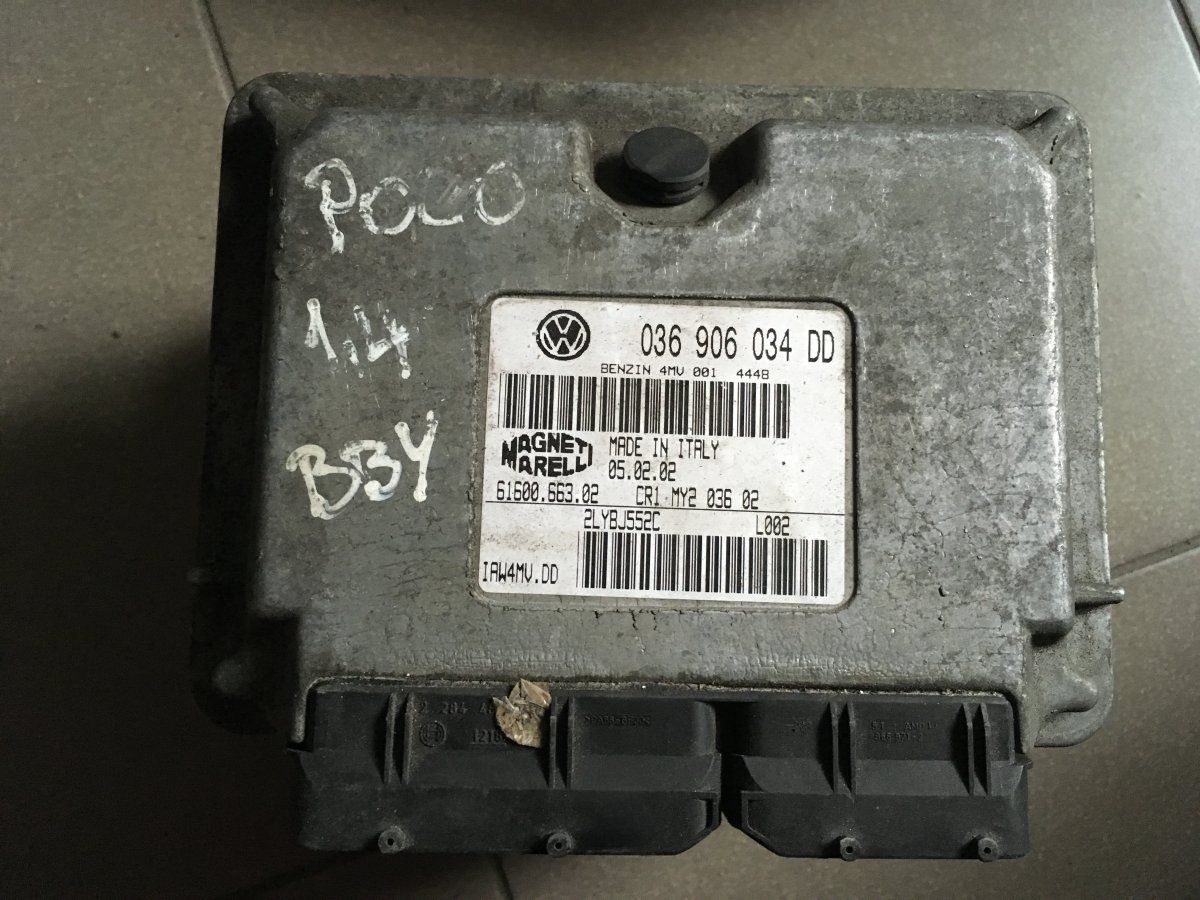 POLO
1,4
BBY
036 906 034 DD
BENZIN 4MV 001 4448
MAGNETI
MARELLI
MADE IN ITALY
05.02.02
61600.663.02 CR1 MY2 036 02
2LYBJ552C L002
IAW4MV.DD